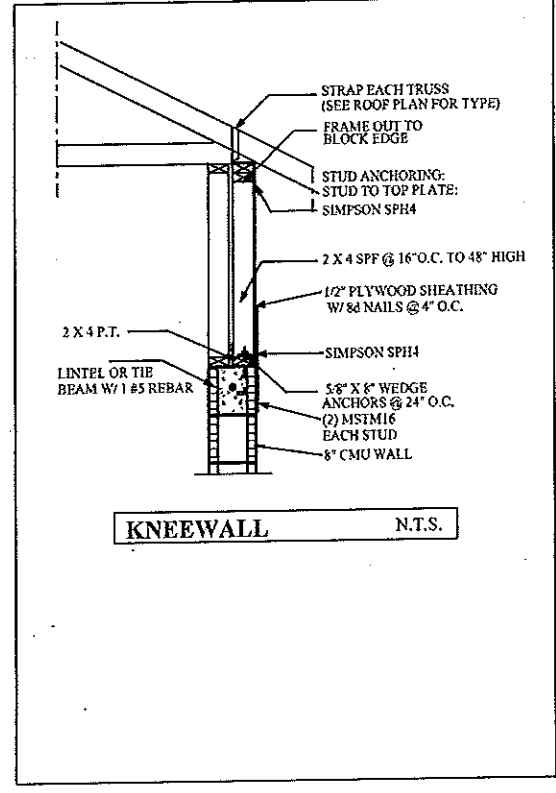 STRAP EACH TRUSS
(SEE ROOF PLAN FOR TYPE)
FRAME OUT TO
BLOCK EDGE
STUD ANCHORING:
STUD TO TOP PLATE:
SIMPSON SPH4
2 X 4 SPF @ 16"O.C. TO 48" HIGH
1/2" PLYWOOD SHEATHING
W/ 8d NAILS @ 4" O.C.
2 X 4 P.T.
SIMPSON SPH4
LINTEL OR TIE
BEAM W/ 1 #5 REBAR
5/8" X 8" WEDGE
ANCHORS @ 24" O.C.
(2) MSTM16
EACH STUD
8" CMU WALL
KNEEWALL N.T.S.